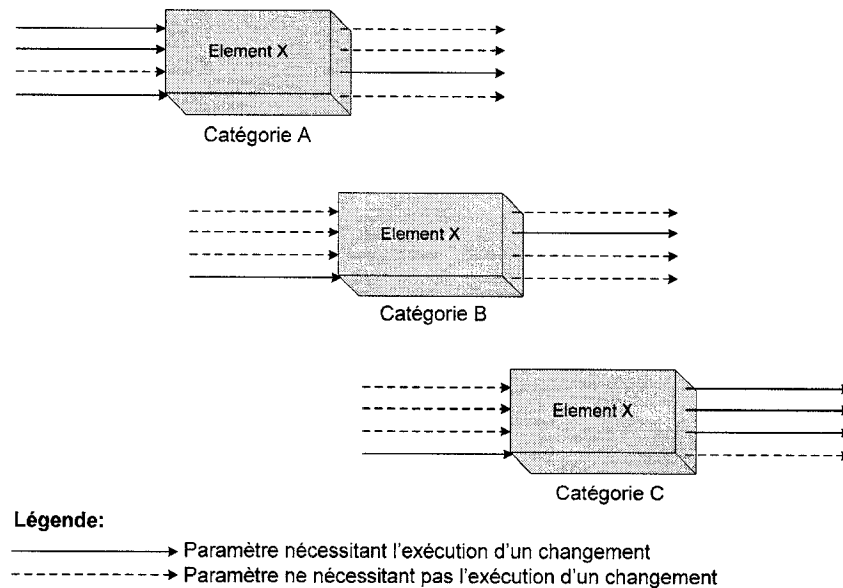 Element X
Catégorie A
Element X
Catégorie B
Element X
Catégorie C
Légende:
Paramètre nécessitant l'exécution d'un changement
Paramètre ne nécessitant pas l'exécution d'un changement